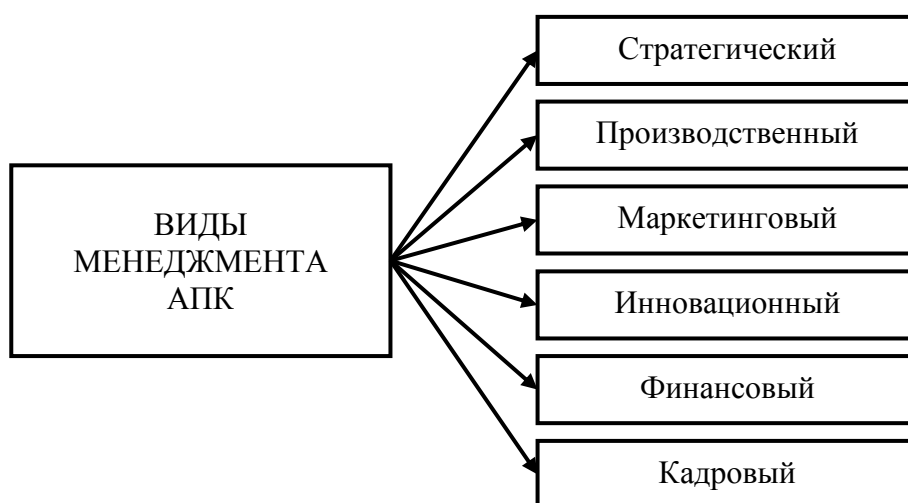 Стратегический
Производственный
ВИДЫ
МЕНЕДЖМЕНТА
АПК
Маркетинговый
Инновационный
Финансовый
Кадровый